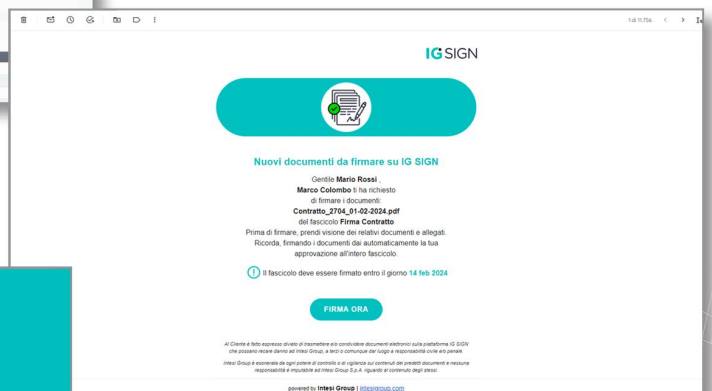 1 di 11.756
IG SIGN
Nuovi documenti da firmare su IG SIGN
Gentile Mario Rossi ,
Marco Colombo ti ha richiesto
di firmare i documenti:
Contratto_2704_01-02-2024.pdf
del fascicolo Firma Contratto
Prima di firmare, prendi visione dei relativi documenti e allegati.
Ricorda, firmando i documenti dai automaticamente la tua
approvazione all'intero fascicolo.
Il fascicolo deve essere firmato entro il giorno 14 feb 2024
FIRMA ORA
Al Cliente è fatto espresso divieto di trasmettere e/o condividere documenti elettronici sulla piattaforma IG SIGN
che possano recare danno ad Intesi Group, a terzi o comunque dar luogo a responsabilità civile e/o penale.
Intesi Group è esonerata da ogni potere di controllo o di vigilanza sui contenuti dei predetti documenti e nessuna
responsabilità è imputabile ad Intesi Group S.p.A. riguardo al contenuto degli stessi.
powered by Intesi Group | intesigroup.com